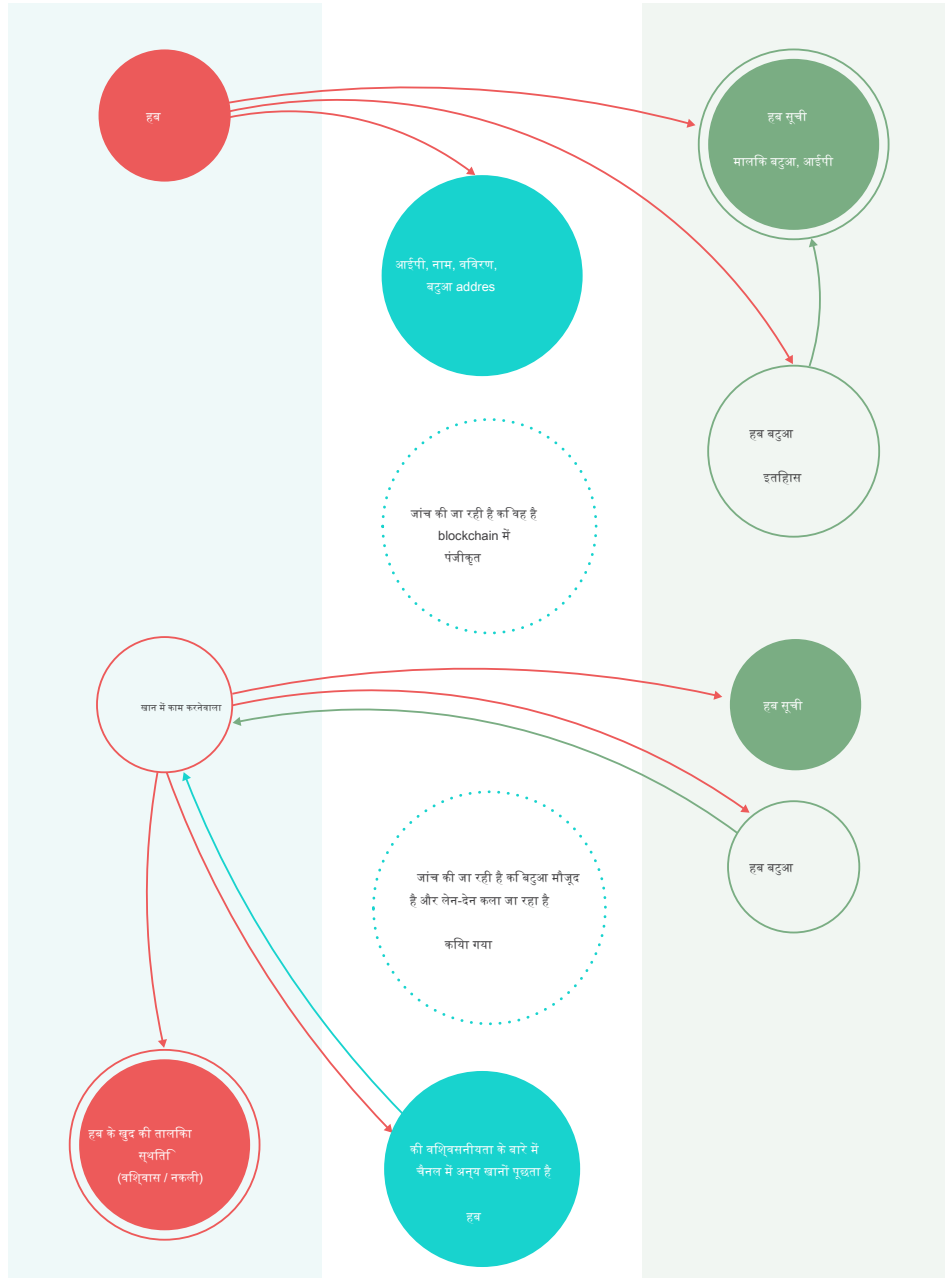 हब
हब सूची
मालिक बटुआ, आईपी
आईपी, नाम, विवरण,
बटुआ addres
हब बटुआ
इतिहास
जांच की जा रही है कि वह है
blockchain में
पंजीकृत
खान में काम करनेवाला
हब सूची
हब बटुआ
जांच की जा रही है कि बटुआ मौजूद
है और लेन-देन कला जा रहा है
किया गया
हब के खुद की तालिका
स्थिति
(विश्वास / नकली)
की विश्वसनीयता के बारे में
चैनल में अन्य खानों पूछता है
हब